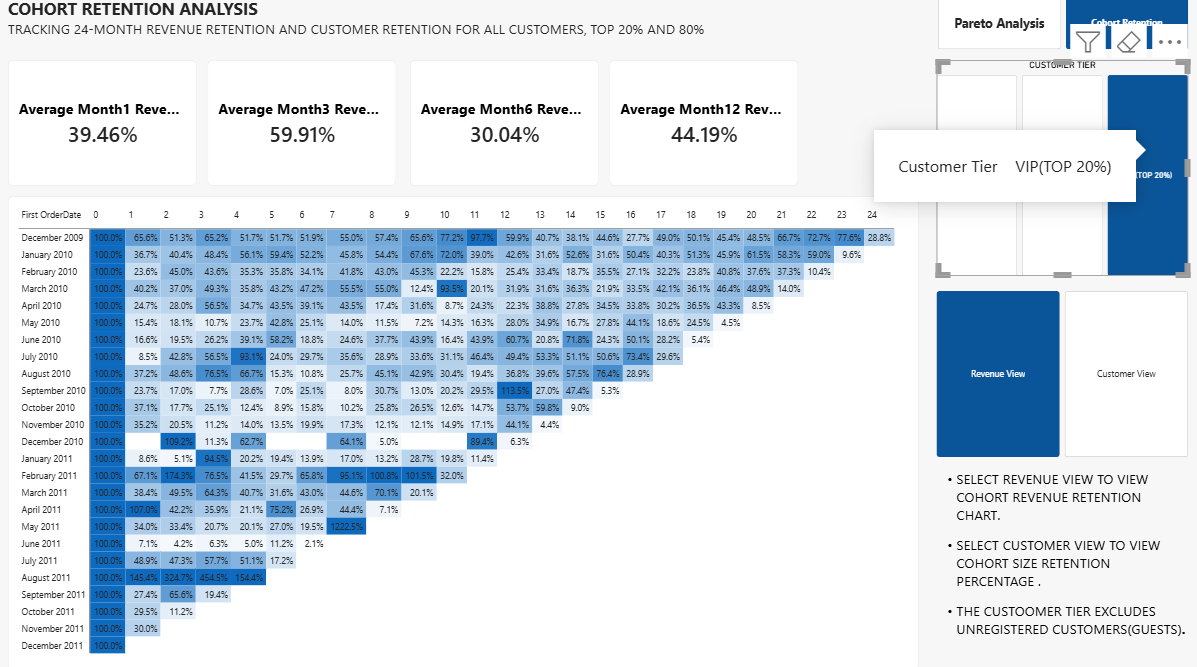 COHORT RETENTION ANALYSIS
TRACKING 24-MONTH REVENUE RETENTION AND CUSTOMER RETENTION FOR ALL CUSTOMERS, TOP 20% AND 80%
Pareto Analysis
Cohort Retention
Average Month1 Reve...
39.46%
Average Month3 Reve...
59.91%
Average Month6 Reve...
30.04%
Average Month12 Rev...
44.19%
CUSTOMER TIER
Customer Tier VIP(TOP 20%)
(TOP 20%)
First OrderDate 0 1 2 3 4 5 6 7 8 9 10 11 12 13 14 15 16 17 18 19 20 21 22 23 24
December 2009 100.0% 65.6% 51.3% 65.2% 51.7% 51.7% 51.9% 55.0% 57.4% 65.6% 77.2% 97.7% 59.9% 40.7% 38.1% 44.6% 27.7% 49.0% 50.1% 45.4% 48.5% 66.7% 72.7% 77.6% 28.8%
January 2010 100.0% 36.7% 40.4% 48.4% 56.1% 59.4% 52.2% 45.8% 54.4% 67.6% 72.0% 39.0% 42.6% 31.6% 52.6% 31.6% 50.4% 40.3% 51.3% 45.9% 61.5% 58.3% 59.0% 9.6%
February 2010 100.0% 23.6% 45.0% 43.6% 35.3% 35.8% 34.1% 41.8% 43.0% 45.3% 22.2% 15.8% 25.4% 33.4% 18.7% 35.5% 27.1% 32.2% 23.8% 40.8% 37.6% 37.3% 10.4%
March 2010 100.0% 40.2% 37.0% 49.3% 35.8% 43.2% 47.2% 55.5% 55.0% 12.4% 93.5% 20.1% 31.9% 31.6% 36.3% 21.9% 33.5% 42.1% 36.1% 46.4% 48.9% 14.0%
April 2010 100.0% 24.7% 28.0% 56.5% 34.7% 43.5% 39.1% 43.5% 17.4% 31.6% 8.7% 24.3% 22.3% 38.8% 27.8% 34.5% 33.8% 30.2% 36.5% 43.3% 8.5%
May 2010 100.0% 15.4% 18.1% 10.7% 23.7% 42.8% 25.1% 14.0% 11.5% 7.2% 14.3% 16.3% 28.0% 34.9% 16.7% 27.8% 44.1% 18.6% 24.5% 4.5%
June 2010 100.0% 16.6% 19.5% 26.2% 39.1% 58.2% 18.8% 24.6% 37.7% 43.9% 16.4% 43.9% 60.7% 20.8% 71.8% 24.3% 50.1% 28.2% 5.4%
July 2010 100.0% 8.5% 42.8% 56.5% 93.1% 24.0% 29.7% 35.6% 28.9% 33.6% 31.1% 46.4% 49.4% 53.3% 51.1% 50.6% 73.4% 29.6%
August 2010 100.0% 37.2% 48.6% 76.5% 66.7% 15.3% 10.8% 25.7% 45.1% 42.9% 30.4% 19.4% 36.8% 39.6% 57.5% 76.4% 28.9%
September 2010 100.0% 23.7% 17.0% 7.7% 28.6% 7.0% 25.1% 8.0% 30.7% 13.0% 20.2% 29.5% 113.5% 27.0% 47.4% 5.3%
October 2010 100.0% 37.1% 17.7% 25.1% 12.4% 8.9% 15.8% 10.2% 25.8% 26.5% 12.6% 14.7% 53.7% 59.8% 9.0%
November 2010 100.0% 35.2% 20.5% 11.2% 14.0% 13.5% 19.9% 17.3% 12.1% 12.1% 14.9% 17.1% 44.1% 4.4%
December 2010 100.0% 109.2% 11.3% 62.7% 64.1% 5.0% 89.4% 6.3%
January 2011 100.0% 8.6% 5.1% 94.5% 20.2% 19.4% 13.9% 17.0% 13.2% 28.7% 19.8% 11.4%
February 2011 100.0% 67.1% 174.3% 76.5% 41.5% 29.7% 65.8% 95.1% 100.8% 101.5% 32.0%
March 2011 100.0% 38.4% 49.5% 64.3% 40.7% 31.6% 43.0% 44.6% 70.1% 20.1%
April 2011 100.0% 107.0% 42.2% 35.9% 21.1% 75.2% 26.9% 44.4% 7.1%
May 2011 100.0% 34.0% 33.4% 20.7% 20.1% 27.0% 19.5% 1222.5%
June 2011 100.0% 7.1% 4.2% 6.3% 5.0% 11.2% 2.1%
July 2011 100.0% 48.9% 47.3% 57.7% 51.1% 17.2%
August 2011 100.0% 145.4% 324.7% 454.5% 154.4%
September 2011 100.0% 27.4% 65.6% 19.4%
October 2011 100.0% 29.5% 11.2%
November 2011 100.0% 30.0%
December 2011 100.0%
Revenue View
Customer View
• SELECT REVENUE VIEW TO VIEW
COHORT REVENUE RETENTION
CHART.
• SELECT CUSTOMER VIEW TO VIEW
COHORT SIZE RETENTION
PERCENTAGE .
• THE CUSTOOMER TIER EXCLUDES
UNREGISTERED CUSTOMERS(GUESTS).